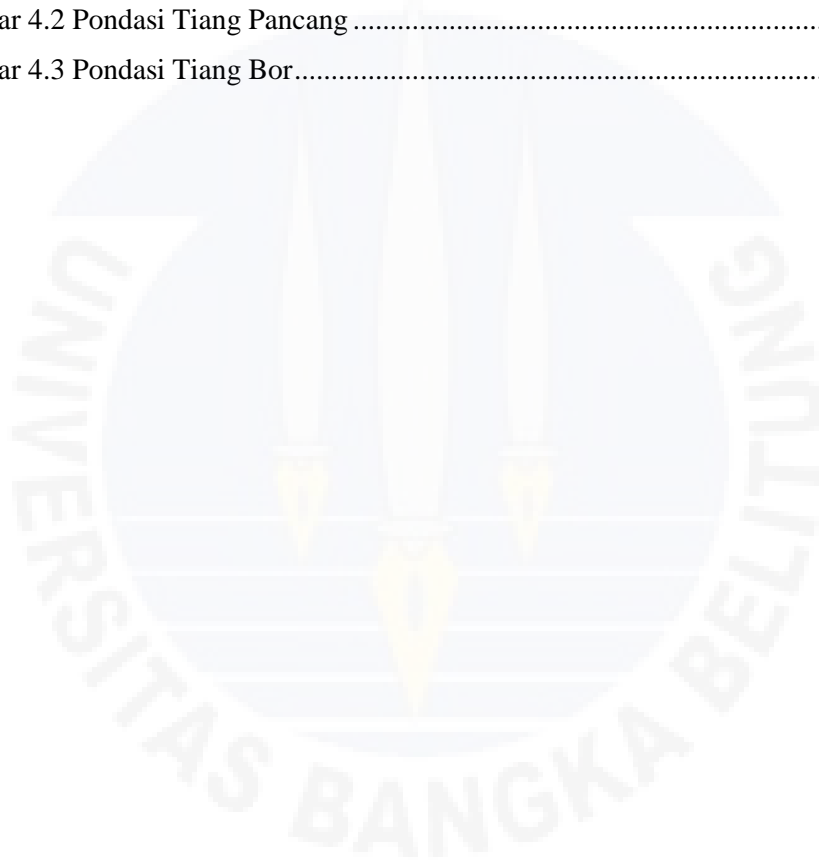 ar 4.2 Pondasi Tiang Pancang ................................................................
ar 4.3 Pondasi Tiang Bor........................................................................
UNIVERSITAS BANGKA BELITUNG